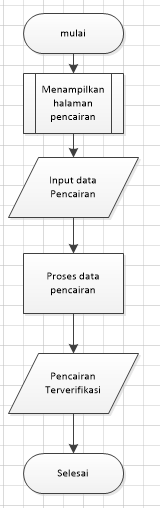 mulai
Menampilkan
halaman
pencairan
Input data
Pencairan
Proses data
pencairan
Pencairan
Terverifikasi
Selesai